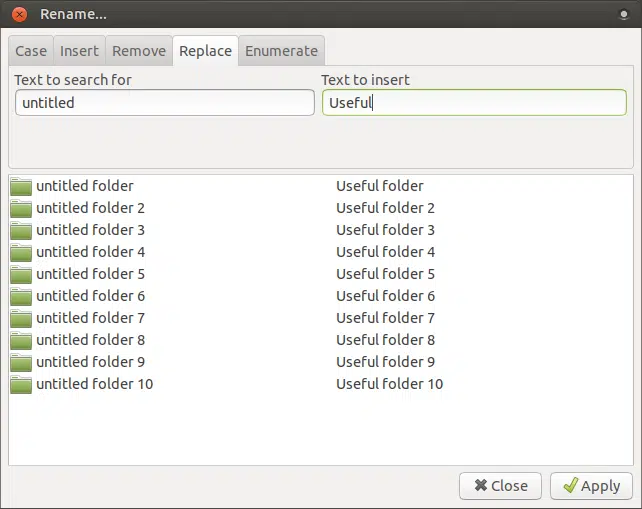 Rename...
Case Insert Remove Replace Enumerate
Text to search for Text to insert
untitled Useful
untitled folder Useful folder
untitled folder 2 Useful folder 2
untitled folder 3 Useful folder 3
untitled folder 4 Useful folder 4
untitled folder 5 Useful folder 5
untitled folder 6 Useful folder 6
untitled folder 7 Useful folder 7
untitled folder 8 Useful folder 8
untitled folder 9 Useful folder 9
untitled folder 10 Useful folder 10
Close Apply